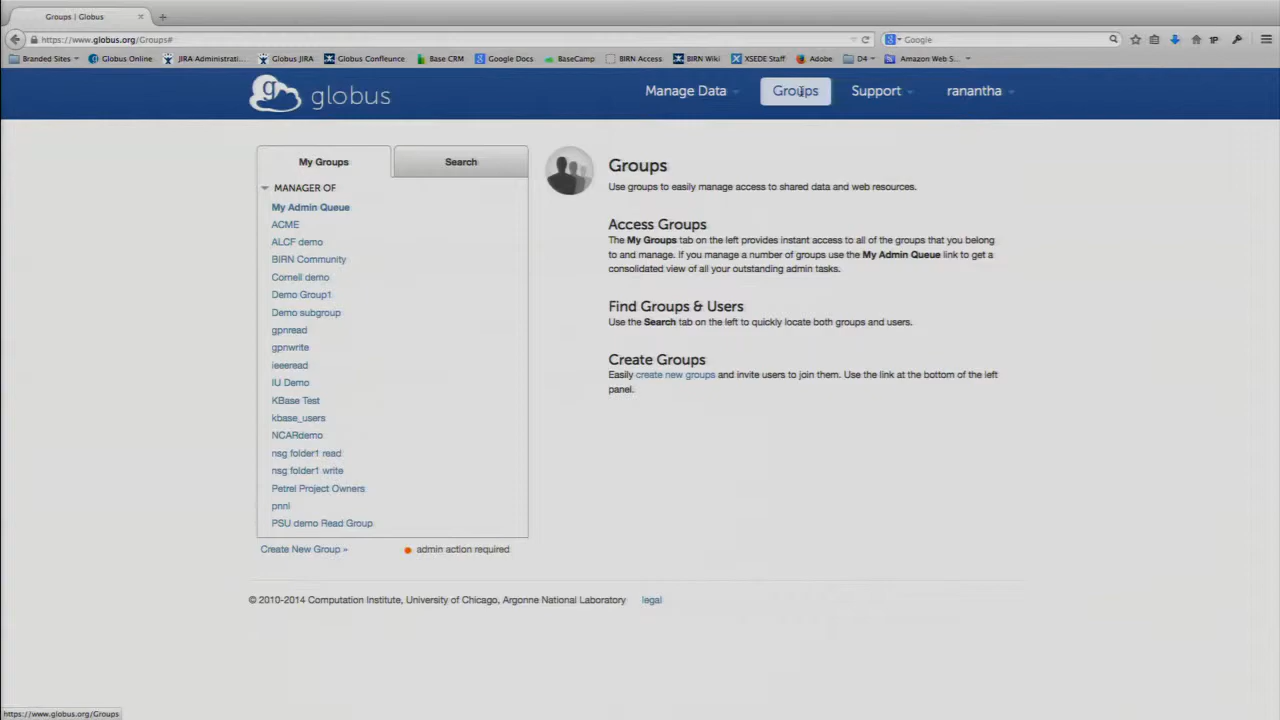 Groups | Globus
https://www.globus.org/Groups#
Google
Branded Sites
Globus Online
JIRA Administrati...
Globus JIRA
Globus Confleunce
Base CRM
Google Docs
BaseCamp
BIRN Access
BIRN Wiki
XSEDE Staff
Adobe
D4
Amazon Web S...
globus
Manage Data
Groups
Support
ranantha
My Groups
Search
MANAGER OF
My Admin Queue
ACME
ALCF demo
BIRN Community
Cornell demo
Demo Group1
Demo subgroup
gpnread
gpnwrite
ieeeread
IU Demo
KBase Test
kbase_users
NCARdemo
nsg folder1 read
nsg folder1 write
Petrel Project Owners
pnnl
PSU demo Read Group
Create New Group »
admin action required
Groups
Use groups to easily manage access to shared data and web resources.
Access Groups
The My Groups tab on the left provides instant access to all of the groups that you belong
to and manage. If you manage a number of groups use the My Admin Queue link to get a
consolidated view of all your outstanding admin tasks.
Find Groups & Users
Use the Search tab on the left to quickly locate both groups and users.
Create Groups
Easily create new groups and invite users to join them. Use the link at the bottom of the left
panel.
© 2010-2014 Computation Institute, University of Chicago, Argonne National Laboratory
legal
https://www.globus.org/Groups